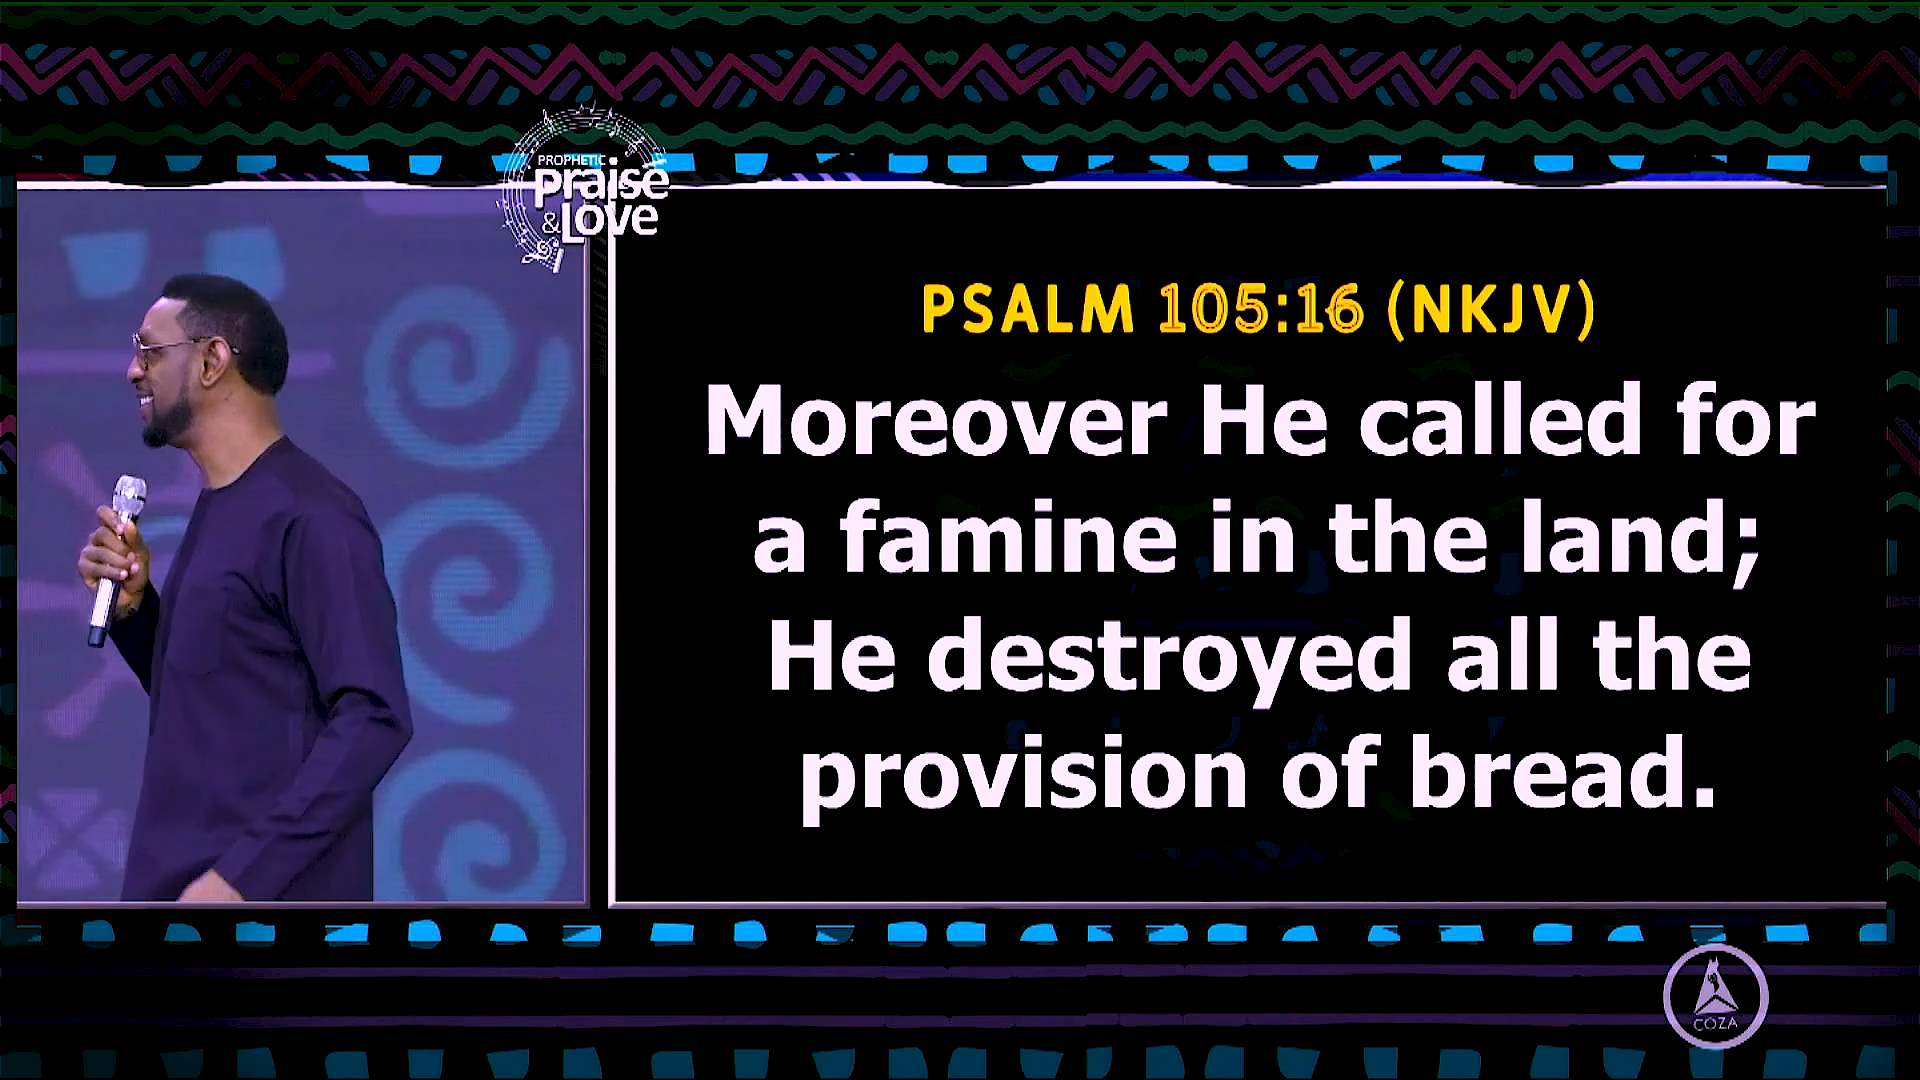 PROPHETIC
Praise
& Love
PSALM 105:16 (NKJV)
Moreover He called for
a famine in the land;
He destroyed all the
provision of bread.
COZA